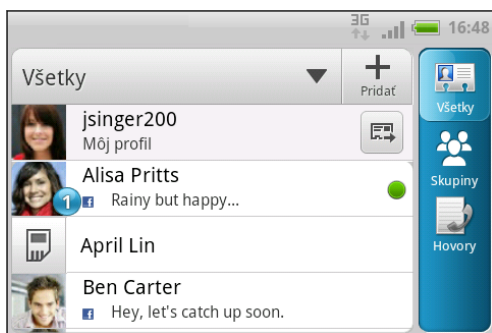 3G
16:48
Všetky
Pridať
jsinger200
Môj profil
Alisa Pritts
1
Rainy but happy...
April Lin
Ben Carter
Hey, let's catch up soon.
Všetky
Skupiny
Hovory